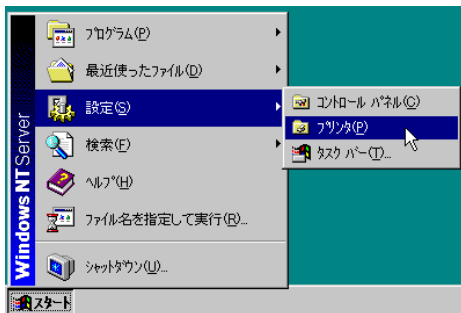 ﾌﾟﾛｸﾞﾗﾑ(P)
最近使ったﾌｧｲﾙ(D)
設定(S)
検索(F)
ﾍﾙﾌﾟ(H)
ﾌｧｲﾙ名を指定して実行(R)...
ｼｬｯﾄﾀﾞｳﾝ(U)...
Windows NT Server
ｺﾝﾄﾛｰﾙ ﾊﾟﾈﾙ(C)
ﾌﾟﾘﾝﾀ(P)
ﾀｽｸ ﾊﾞｰ(T)...
ｽﾀｰﾄ